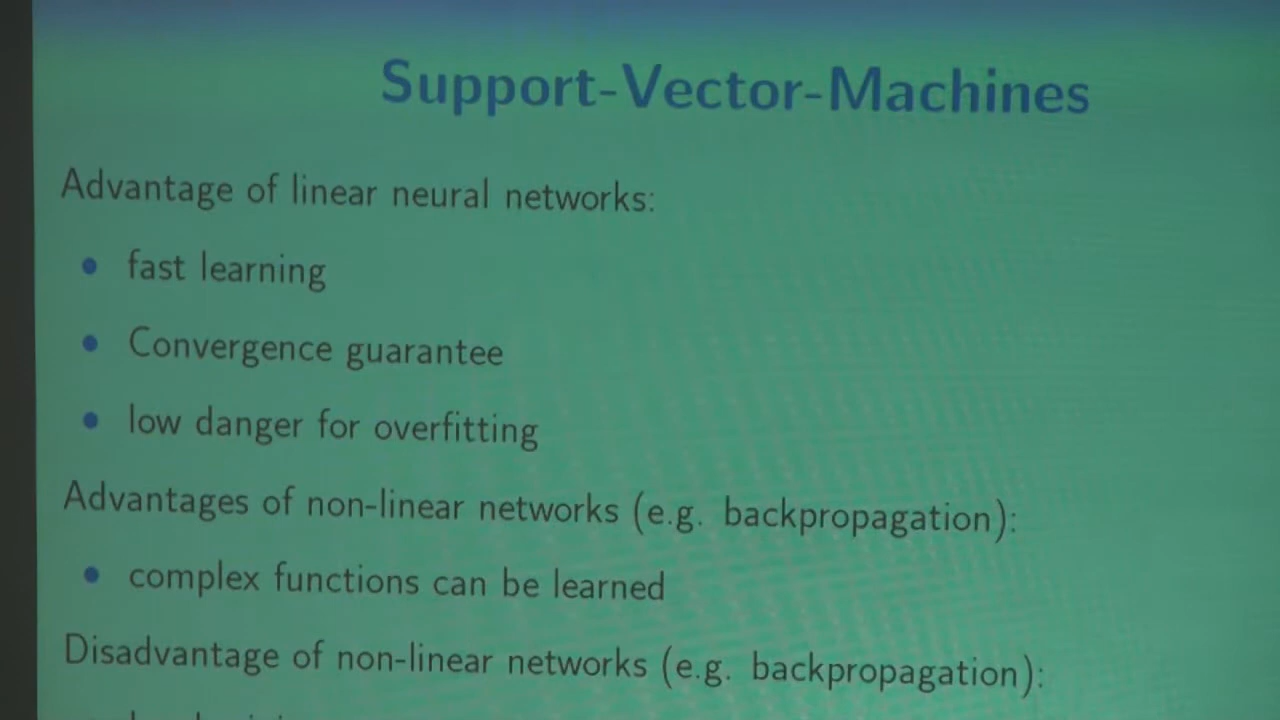 Support-Vector-Machines
Advantage of linear neural networks:
• fast learning
• Convergence guarantee
• low danger for overfitting
Advantages of non-linear networks (e.g. backpropagation):
• complex functions can be learned
Disadvantage of non-linear networks (e.g. backpropagation):